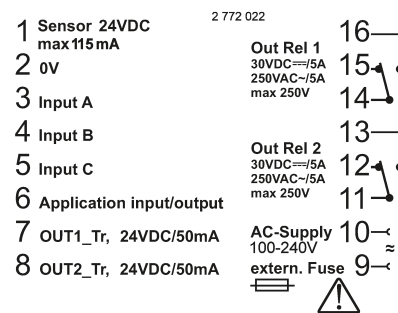 2 772 022
1 Sensor 24VDC
max 115 mA
2 0V
3 Input A
4 Input B
5 Input C
6 Application input/output
7 OUT1_Tr, 24VDC/50mA
8 OUT2_Tr, 24VDC/50mA
16
Out Rel 1
30VDC⎓/5A 15
250VAC~/5A
max 250V 14
13
Out Rel 2
30VDC⎓/5A 12
250VAC~/5A
max 250V 11
AC-Supply 10
100-240V ≈
extern. Fuse 9